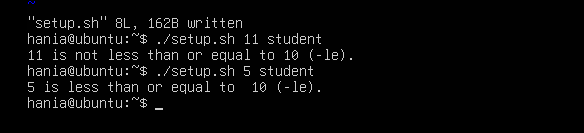 ~
"setup.sh" 8L, 162B written
hania@ubuntu:~$ ./setup.sh 11 student
11 is not less than or equal to 10 (-le).
hania@ubuntu:~$ ./setup.sh 5 student
5 is less than or equal to  10 (-le).
hania@ubuntu:~$ _